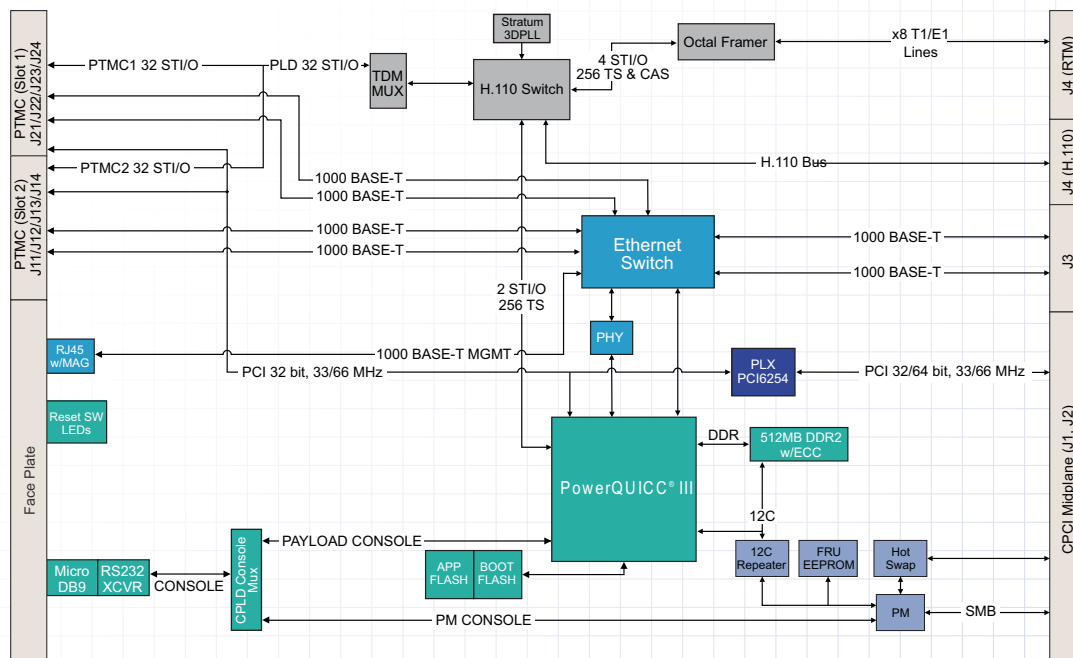 PTMC (Slot 1)
J21/J22/J23/J24
PTMC (Slot 2)
J11/J12/J13/J14
Face Plate
Stratum
3DPLL
Octal Framer
x8 T1/E1
Lines
PTMC1 32 STI/O
PLD 32 STI/O
TDM
MUX
H.110 Switch
4 STI/O
256 TS & CAS
J4 (RTM)
PTMC2 32 STI/O
H.110 Bus
J4 (H.110)
1000 BASE-T
1000 BASE-T
1000 BASE-T
1000 BASE-T
Ethernet
Switch
1000 BASE-T
1000 BASE-T
J3
2 STI/O
256 TS
PHY
RJ45
w/MAG
1000 BASE-T MGMT
PCI 32 bit, 33/66 MHz
PLX
PCI6254
PCI 32/64 bit, 33/66 MHz
Reset SW
LEDs
DDR
512MB DDR2
w/ECC
PowerQUICC® III
12C
CPCI Midplane (J1, J2)
PAYLOAD CONSOLE
Micro
DB9
RS232
XCVR
CONSOLE
CPLD Console
Mux
APP
FLASH
BOOT
FLASH
12C
Repeater
FRU
EEPROM
Hot
Swap
PM
SMB
PM CONSOLE